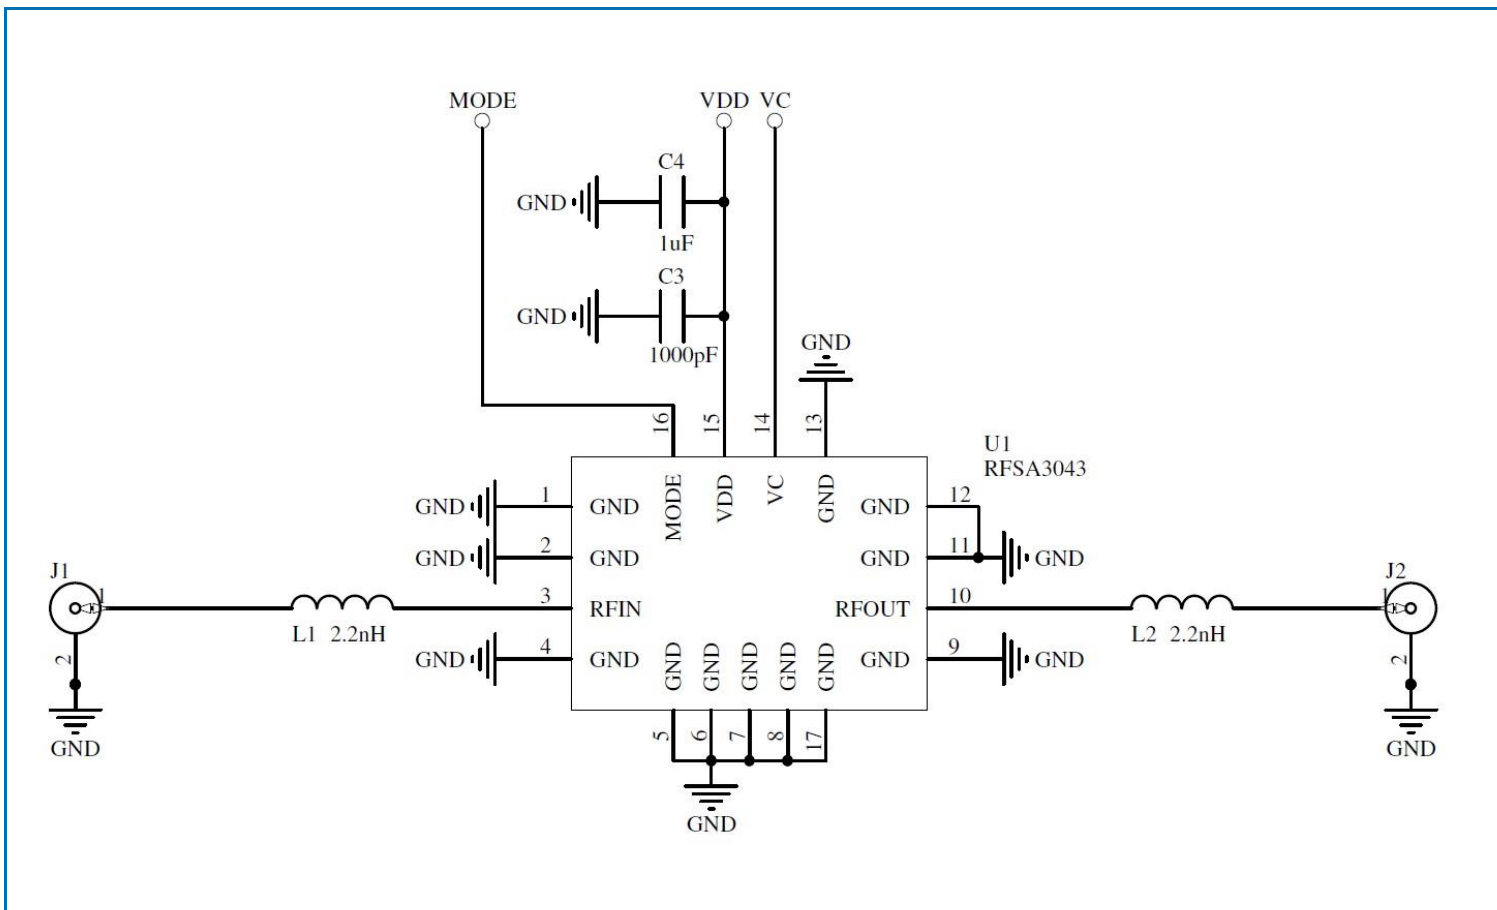 MODE
VDD VC
C4
GND
1uF
C3
GND
1000pF
GND
16
15
14
13
U1
RFSA3043
MODE
VDD
VC
GND
GND 1 GND
GND 12
GND 2 GND
GND 11 GND
J1
1
3 RFIN
RFOUT 10
J2
1
L1 2.2nH
L2 2.2nH
2
GND 4 GND
GND
GND
GND
GND
GND
GND 9 GND
2
GND
5
6
7
8
17
GND
GND